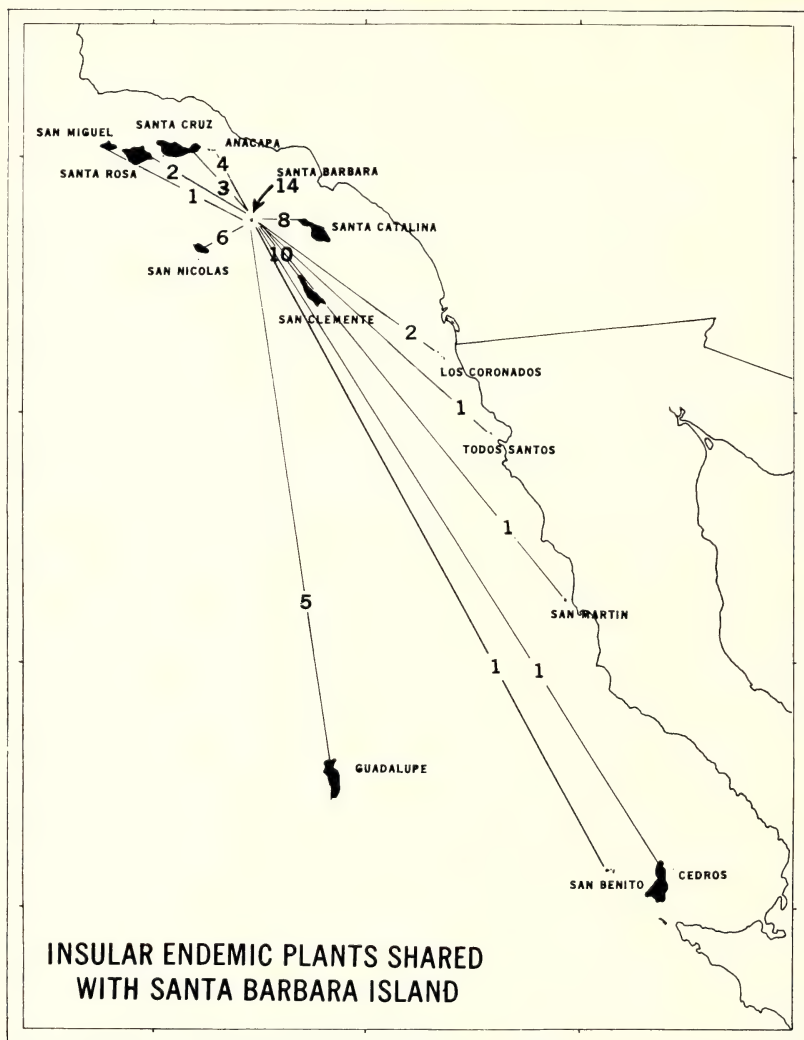 SAN MIGUEL
SANTA CRUZ
ANACAPA
SANTA ROSA
4
2
3
1
SANTA BARBARA
14
8
SANTA CATALINA
6
SAN NICOLAS
10
SAN CLEMENTE
2
LOS CORONADOS
1
TODOS SANTOS
1
SAN MARTIN
5
1
1
GUADALUPE
SAN BENITO
CEDROS
INSULAR ENDEMIC PLANTS SHARED
WITH SANTA BARBARA ISLAND